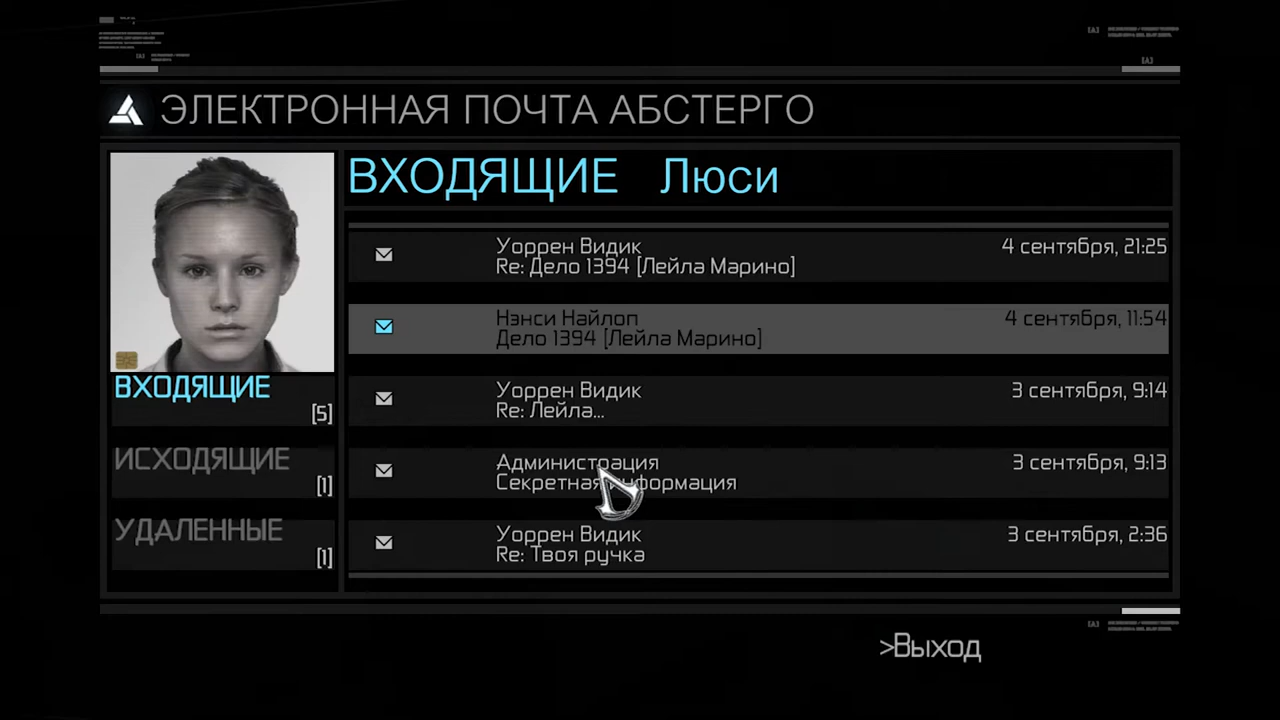 ЭЛЕКТРОННАЯ ПОЧТА АБСТЕРГО
ВХОДЯЩИЕ Люси
Уоррен Видик 4 сентября, 21:25
Re: Дело 1394 [Лейла Марино]
Нэнси Найлоп 4 сентября, 11:54
Дело 1394 [Лейла Марино]
Уоррен Видик 3 сентября, 9:14
Re: Лейла...
Администрация 3 сентября, 9:13
Секретная информация
Уоррен Видик 3 сентября, 2:36
Re: Твоя ручка
ВХОДЯЩИЕ
[5]
ИСХОДЯЩИЕ
[1]
УДАЛЕННЫЕ
[1]
>Выход